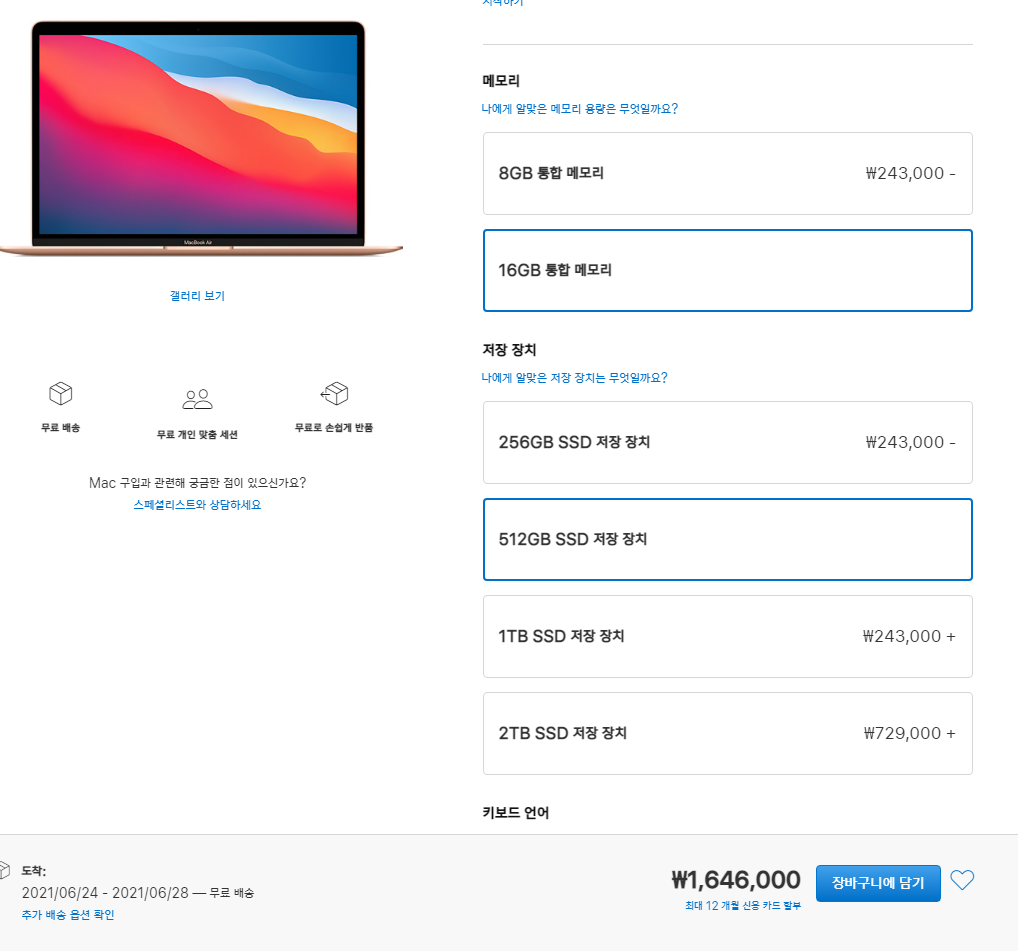 시작하기
메모리
나에게 알맞은 메모리 용량은 무엇일까요?
8GB 통합 메모리
₩243,000 -
16GB 통합 메모리
저장 장치
나에게 알맞은 저장 장치는 무엇일까요?
256GB SSD 저장 장치
₩243,000 -
512GB SSD 저장 장치
1TB SSD 저장 장치
₩243,000 +
2TB SSD 저장 장치
₩729,000 +
키보드 언어
MacBook Air
갤러리 보기
무료 배송
무료 개인 맞춤 세션
무료로 손쉽게 반품
Mac 구입과 관련해 궁금한 점이 있으신가요?
스페셜리스트와 상담하세요
도착:
2021/06/24 - 2021/06/28 — 무료 배송
추가 배송 옵션 확인
₩1,646,000
최대 12 개월 신용 카드 할부
장바구니에 담기